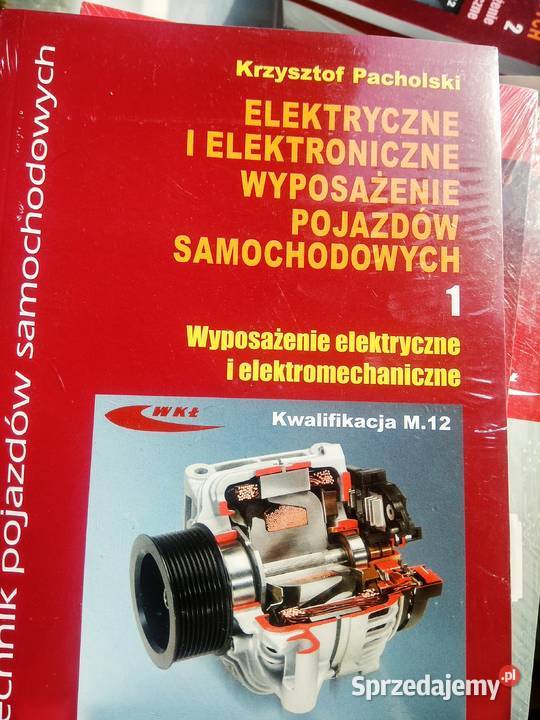 Krzysztof Pacholski
ELEKTRYCZNE
I ELEKTRONICZNE
WYPOSAŻENIE
POJAZDÓW
SAMOCHODOWYCH
1
Wyposażenie elektryczne
i elektromechaniczne
WKŁ
Kwalifikacja M.12
echnik pojazdów samochodowych
2
Sprzedajemy.pl